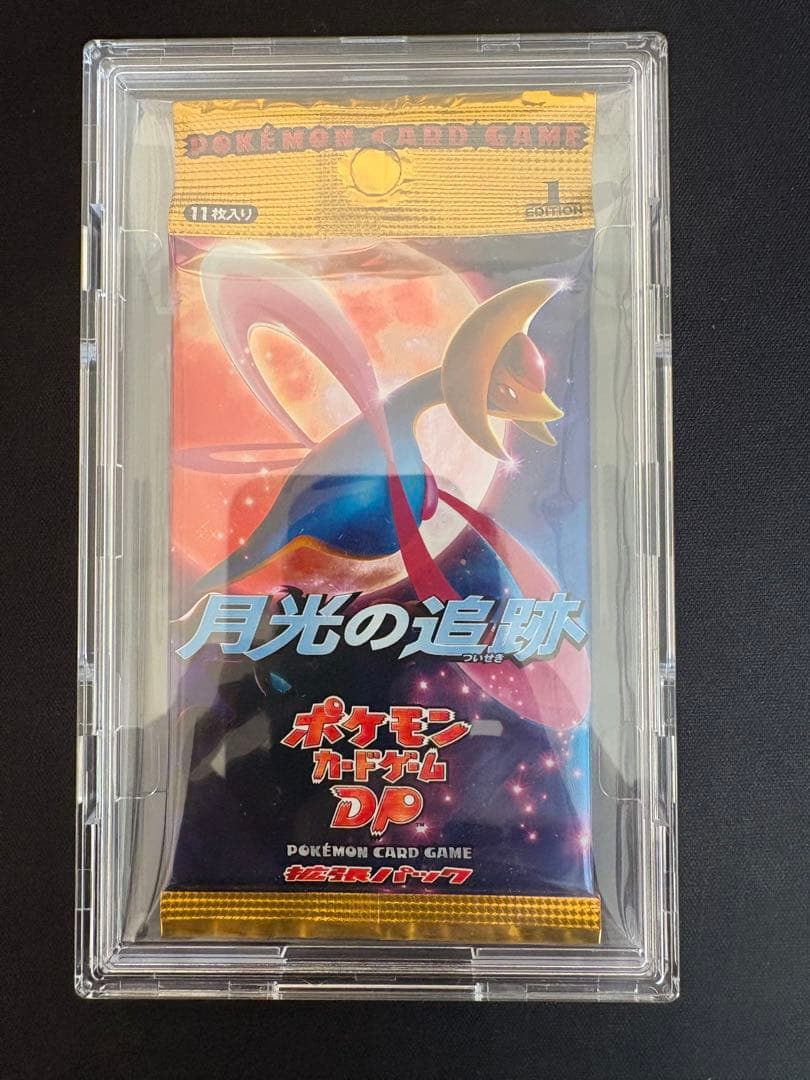 POKÉMON CARD GAME
11枚入り
1
EDITION
月光の追跡
ついせき
ポケモン
カードゲーム
DP™
POKÉMON CARD GAME
拡張パック